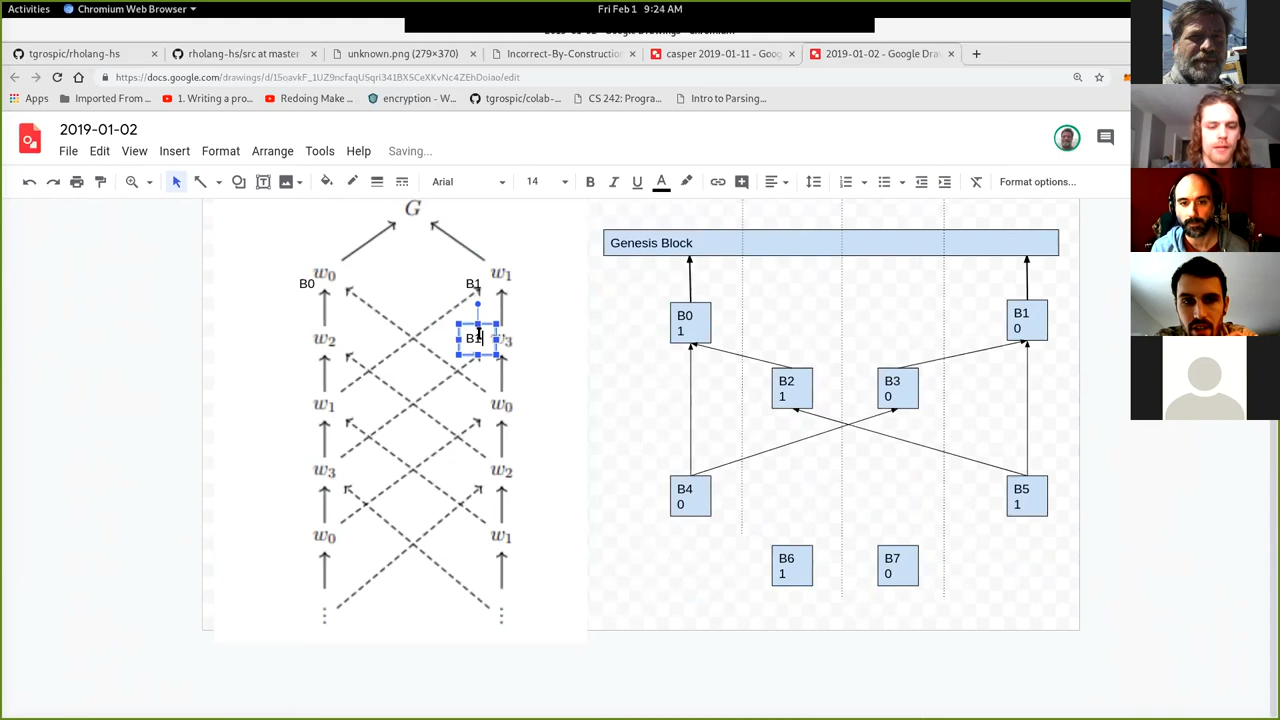 Activities
Chromium Web Browser
Fri Feb 1 9:24 AM
tgrospic/rholang-hs
rholang-hs/src at master
unknown.png (279×370)
Incorrect-By-Construction
casper 2019-01-11 - Goog
2019-01-02 - Google Dra
https://docs.google.com/drawings/d/15oavkF_1UZ9ncfaqUSqri341BX5CeXKvNc4ZEhDoiao/edit
Apps
Imported From ...
1. Writing a pro...
Redoing Make ...
encryption - W...
tgrospic/colab-...
CS 242: Progra...
Intro to Parsing...
2019-01-02
File Edit View Insert Format Arrange Tools Help Saving...
Arial 14 Format options...
G
w0 w1
B0 B1
w2 B1 3
w1 w0
w3 w2
w0 w1
Genesis Block
B0
1
B1
0
B2
1
B3
0
B4
0
B5
1
B6
1
B7
0